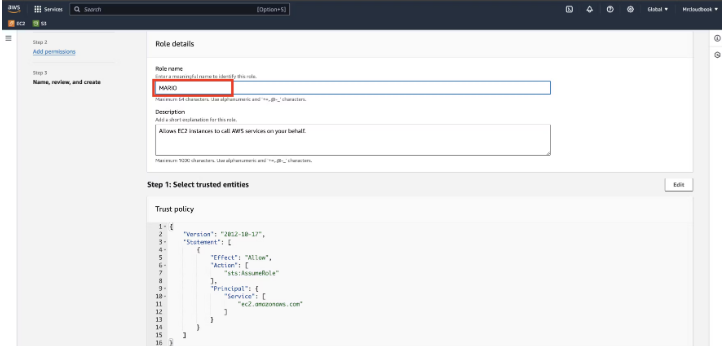 aws
Services
Search
[Option+S]
Global
Mrcloudbook
EC2
S3
Step 2
Add permissions
Step 3
Name, review, and create
Role details
Role name
Enter a meaningful name to identify this role.
MARIO
Maximum 64 characters. Use alphanumeric and '+=,.@-_' characters.
Description
Add a short explanation for this role.
Allows EC2 instances to call AWS services on your behalf.
Maximum 1000 characters. Use alphanumeric and '+=,.@-_' characters.
Step 1: Select trusted entities
Edit
Trust policy
1 {
2 "Version": "2012-10-17",
3 "Statement": [
4 {
5 "Effect": "Allow",
6 "Action": [
7 "sts:AssumeRole"
8 ],
9 "Principal": {
10 "Service": [
11 "ec2.amazonaws.com"
12 ]
13 }
14 }
15 ]
16 }